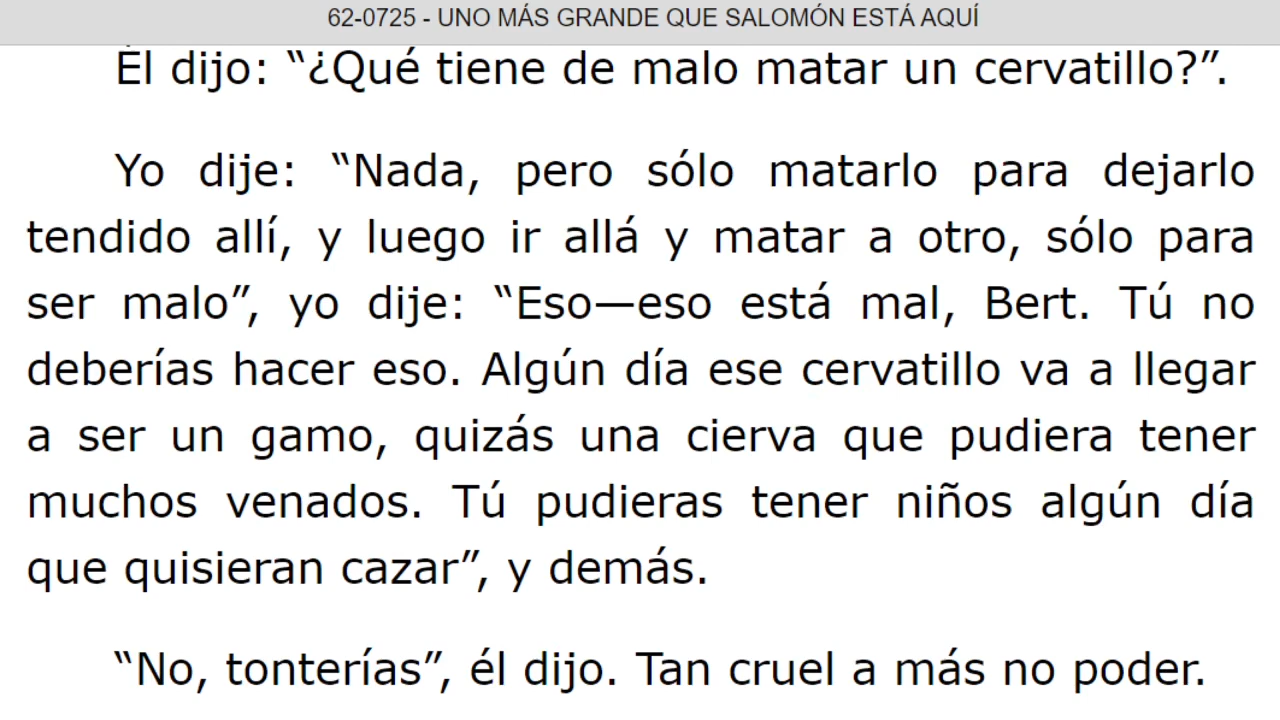 62-0725 - UNO MÁS GRANDE QUE SALOMÓN ESTÁ AQUÍ
Él dijo: “¿Qué tiene de malo matar un cervatillo?”.
Yo dije: “Nada, pero sólo matarlo para dejarlo
tendido allí, y luego ir allá y matar a otro, sólo para
ser malo”, yo dije: “Eso—eso está mal, Bert. Tú no
deberías hacer eso. Algún día ese cervatillo va a llegar
a ser un gamo, quizás una cierva que pudiera tener
muchos venados. Tú pudieras tener niños algún día
que quisieran cazar”, y demás.
“No, tonterías”, él dijo. Tan cruel a más no poder.